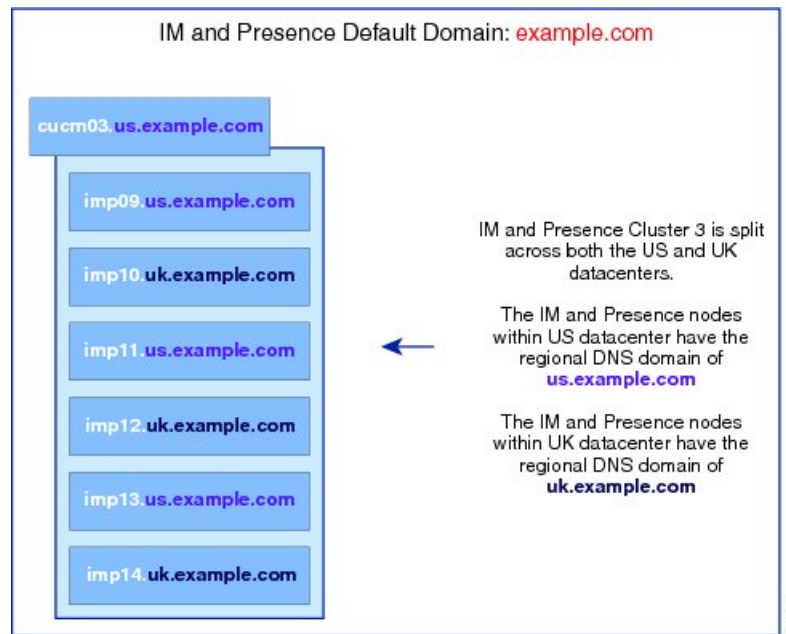 IM and Presence Default Domain: example.com
cucm03.us.example.com
imp09.us.example.com
imp10.uk.example.com
imp11.us.example.com
imp12.uk.example.com
imp13.us.example.com
imp14.uk.example.com
IM and Presence Cluster 3 is split
across both the US and UK
datacenters.
The IM and Presence nodes
within US datacenter have the
regional DNS domain of
us.example.com
The IM and Presence nodes
within UK datacenter have the
regional DNS domain of
uk.example.com